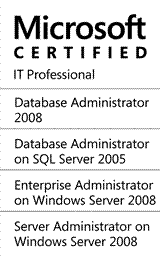 Microsoft
CERTIFIED
IT Professional
Database Administrator
2008
Database Administrator
on SQL Server 2005
Enterprise Administrator
on Windows Server 2008
Server Administrator on
Windows Server 2008